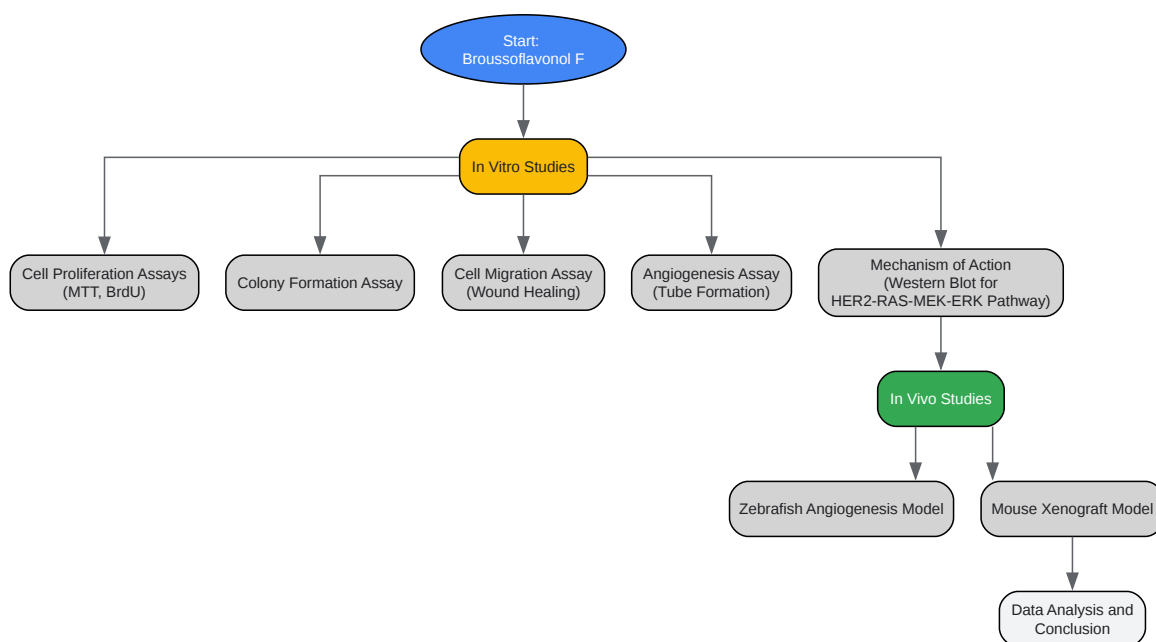 Start:
Broussoflavonol F
In Vitro Studies
Cell Proliferation Assays
(MTT, BrdU)
Colony Formation Assay
Cell Migration Assay
(Wound Healing)
Angiogenesis Assay
(Tube Formation)
Mechanism of Action
(Western Blot for
HER2-RAS-MEK-ERK Pathway)
In Vivo Studies
Zebrafish Angiogenesis Model
Mouse Xenograft Model
Data Analysis and
Conclusion